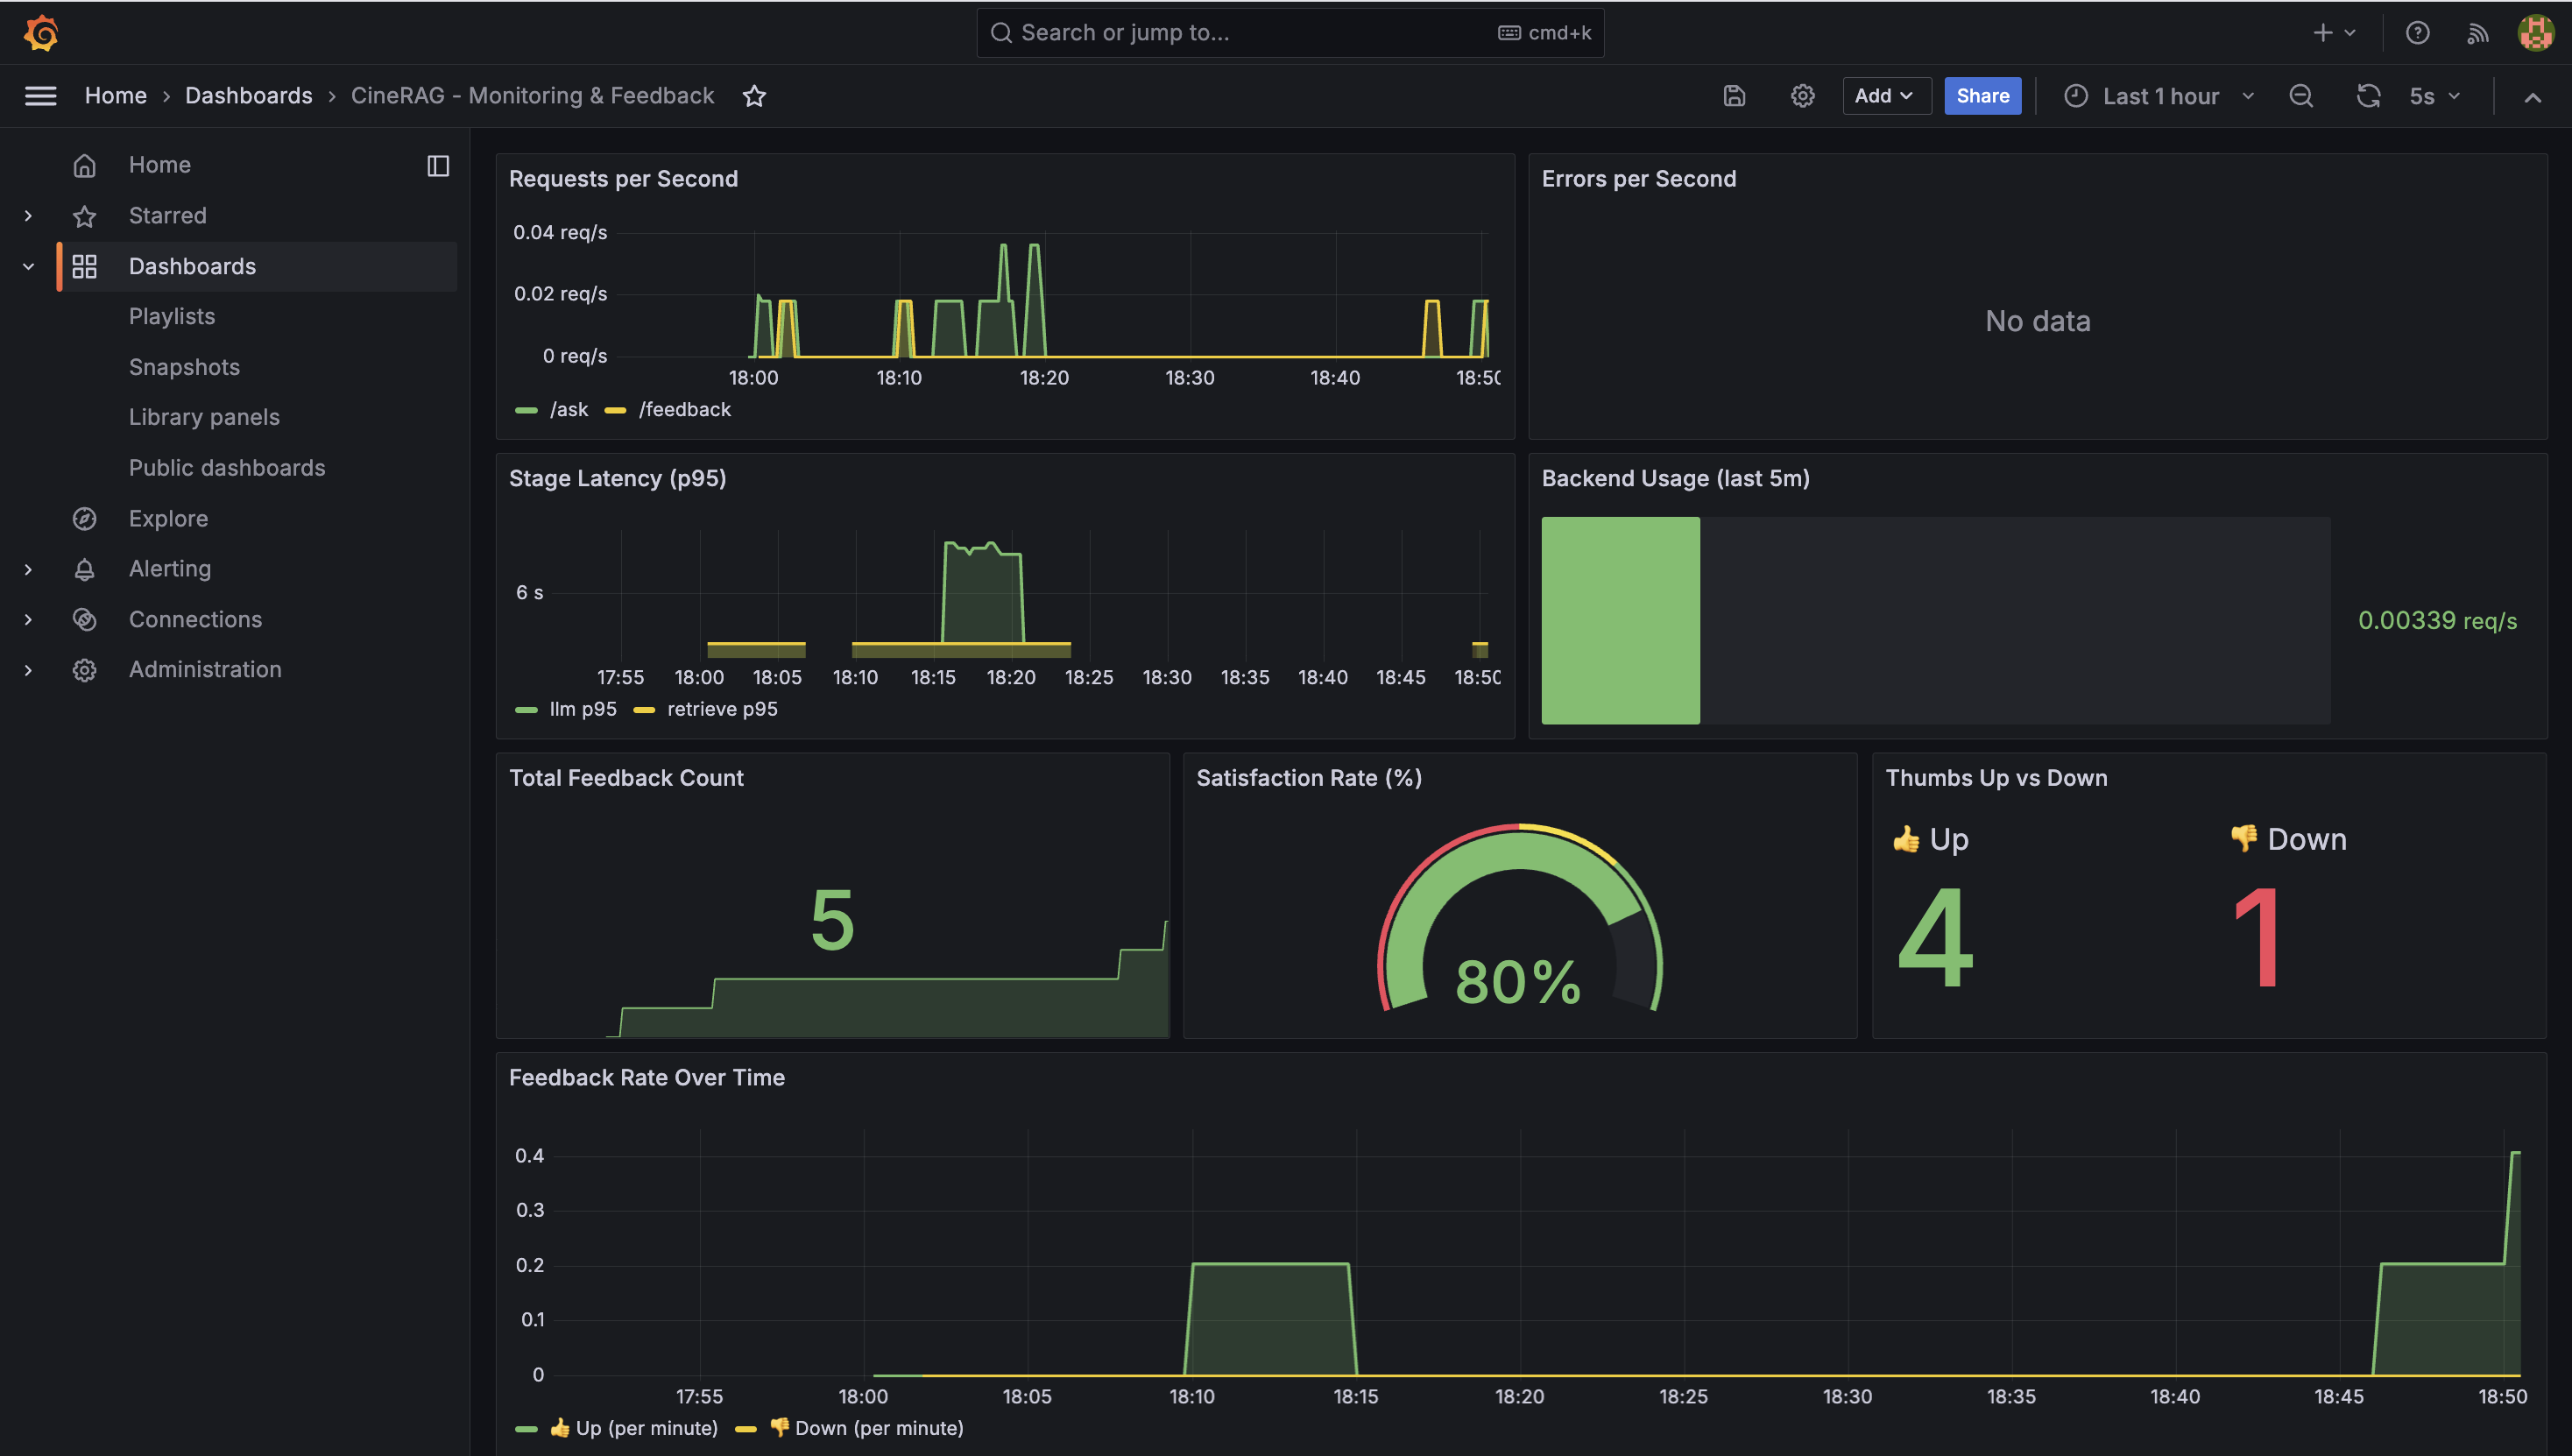 Search or jump to... cmd+k
Home › Dashboards › CineRAG - Monitoring & Feedback
Add Share Last 1 hour 5s
Home
Starred
Dashboards
Playlists
Snapshots
Library panels
Public dashboards
Explore
Alerting
Connections
Administration
Requests per Second
0.04 req/s
0.02 req/s
0 req/s
18:00 18:10 18:20 18:30 18:40 18:50
/ask /feedback
Errors per Second
No data
Stage Latency (p95)
6 s
17:55 18:00 18:05 18:10 18:15 18:20 18:25 18:30 18:35 18:40 18:45 18:50
llm p95 retrieve p95
Backend Usage (last 5m)
0.00339 req/s
Total Feedback Count
5
Satisfaction Rate (%)
80%
Thumbs Up vs Down
👍 Up 👎 Down
4 1
Feedback Rate Over Time
0.4
0.3
0.2
0.1
0
17:55 18:00 18:05 18:10 18:15 18:20 18:25 18:30 18:35 18:40 18:45 18:50
👍 Up (per minute) 👎 Down (per minute)